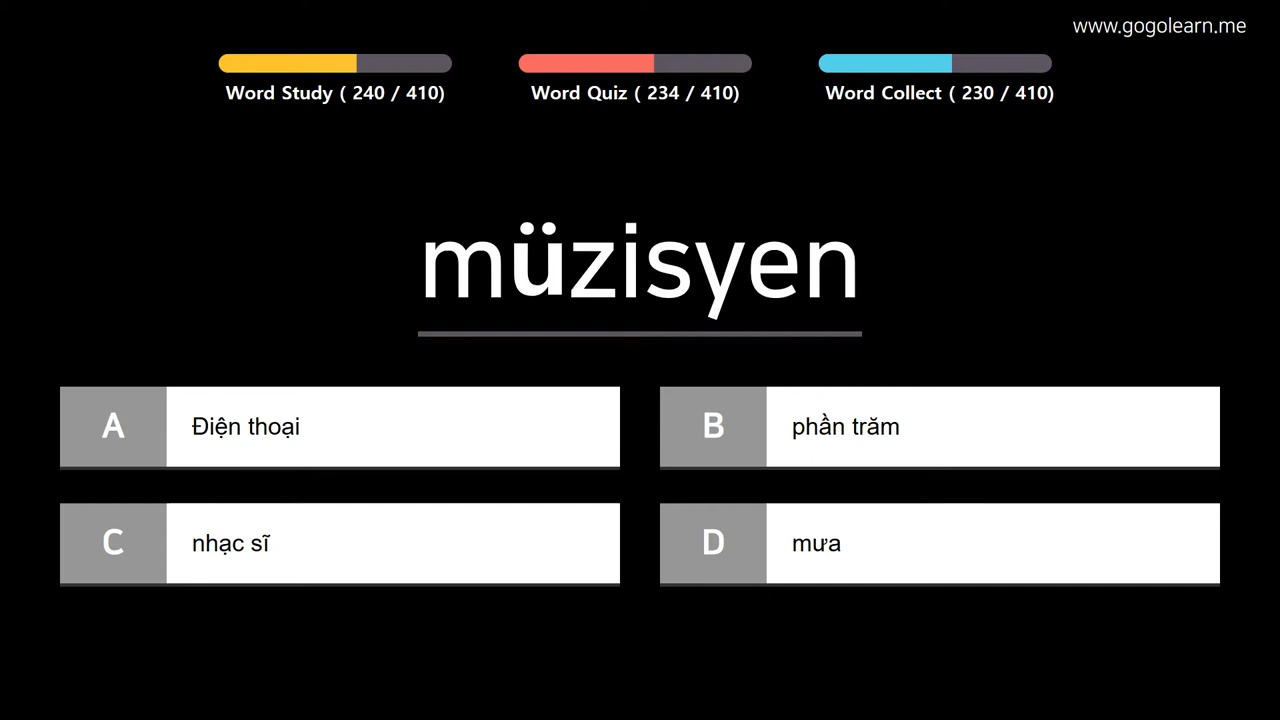 www.gogolearn.me
Word Study ( 240 / 410)
Word Quiz ( 234 / 410)
Word Collect ( 230 / 410)
müzisyen
A Điện thoại
B phần trăm
C nhạc sĩ
D mưa